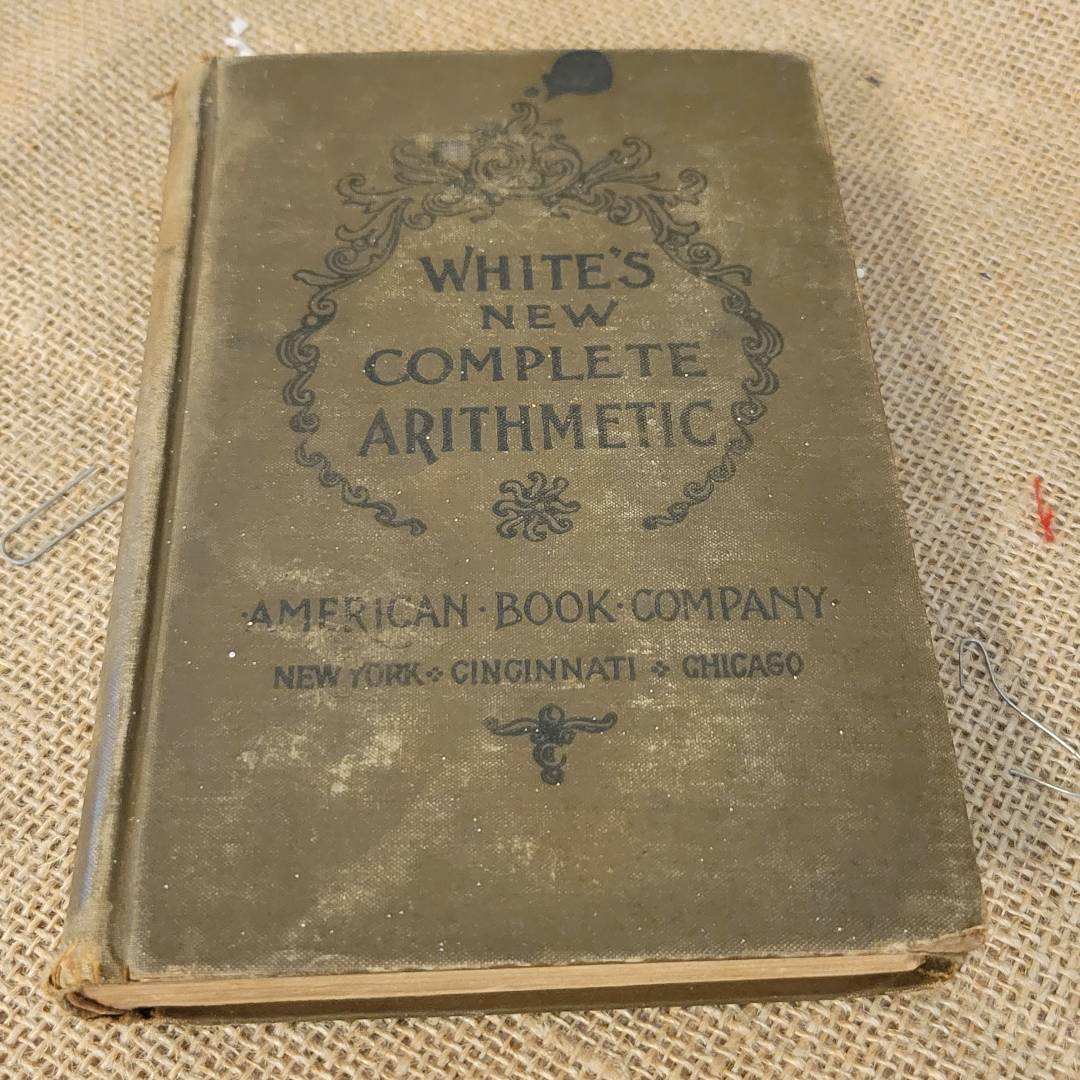 WHITE'S
NEW
COMPLETE
ARITHMETIC
·AMERICAN·BOOK·COMPANY·
NEW YORK ❖ CINCINNATI ❖ CHICAGO